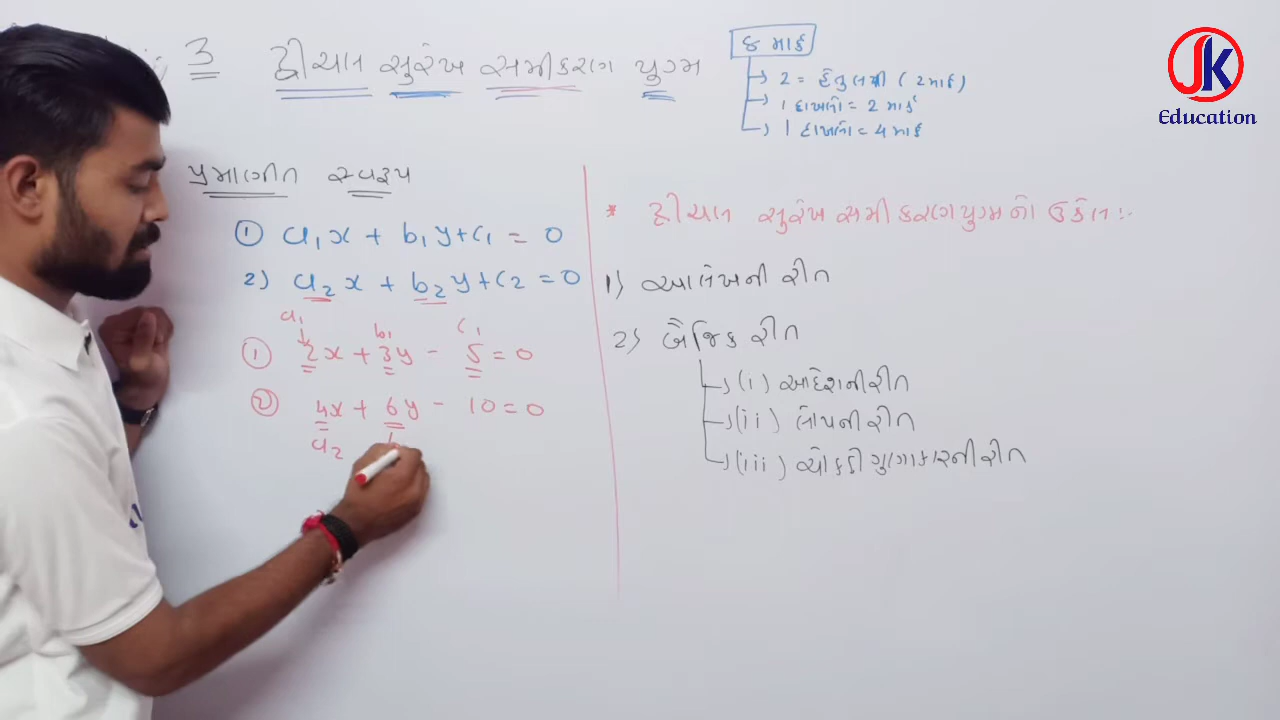 3 દ્વીચલ સુરેખ સમીકરણ યુગ્મ
૮ માર્ક
2 = હેતુલક્ષી (2 માર્ક)
1 દાખલો = 2 માર્ક
1 દાખલો = 4 માર્ક
JK
Education
પ્રમાણીત સ્વરૂપ
① a₁x + b₁y + c₁ = 0
2) a₂x + b₂y + c₂ = 0
a₁ b₁ c₁
① 2x + 3y - 5 = 0
② 4x + 6y - 10 = 0
a₂
* દ્વીચલ સુરેખ સમીકરણ યુગ્મનો ઉકેલ :-
1) આલેખની રીત
2) બૈજિક રીત
(i) આદેશની રીત
(ii) લોપની રીત
(iii) ચોકડી ગુણાકારની રીત